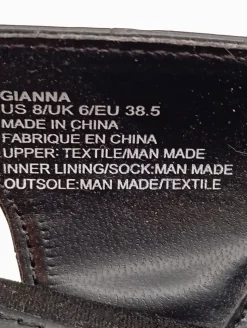 GIANNA
US 8/UK 6/EU 38.5
MADE IN CHINA
FABRIQUE EN CHINA
UPPER: TEXTILE/MAN MADE
INNER LINING/SOCK:MAN MADE
OUTSOLE:MAN MADE/TEXTILE